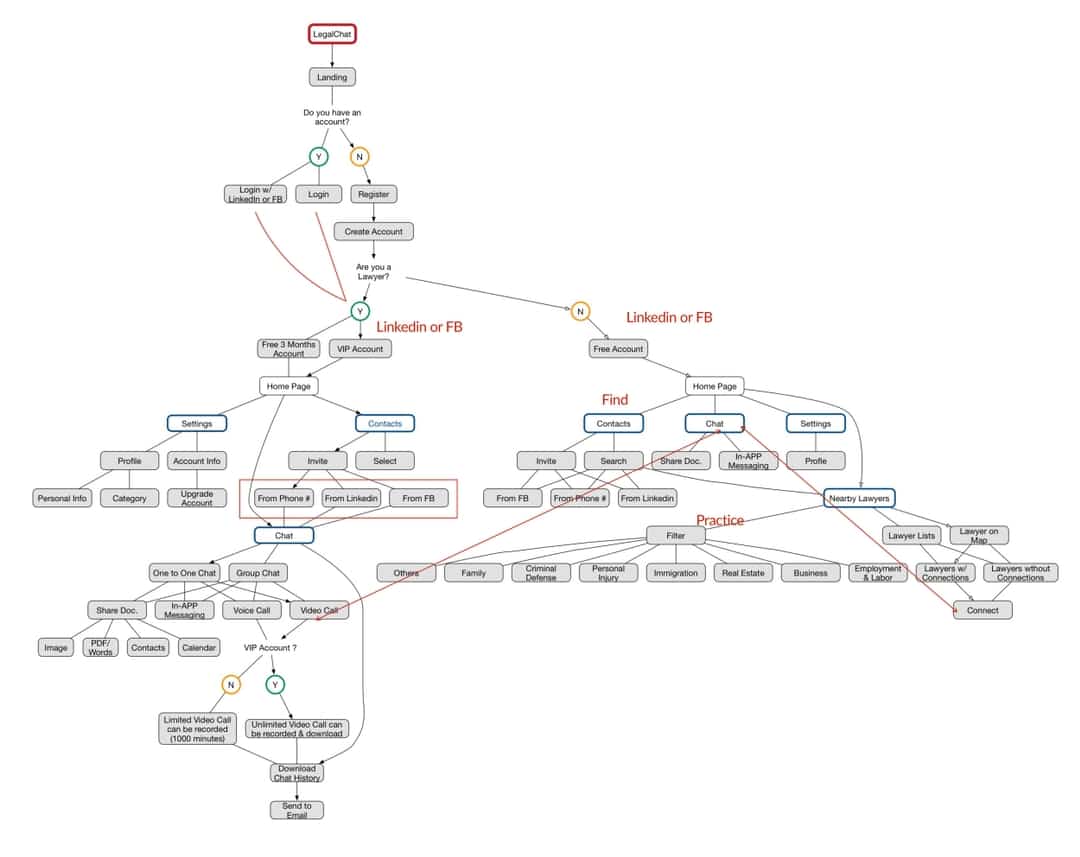 LegalChat
Landing
Do you have an
account?
Y
N
Login w/
LinkedIn or FB
Login
Register
Create Account
Are you a
Lawyer?
Y
N
Linkedin or FB
Linkedin or FB
Free 3 Months
Account
VIP Account
Free Account
Home Page
Home Page
Find
Settings
Contacts
Contacts
Chat
Settings
Profile
Account Info
Invite
Select
Invite
Search
Share Doc.
In-APP
Messaging
Profie
Personal Info
Category
Upgrade
Account
From Phone #
From Linkedin
From FB
From FB
From Phone #
From Linkedin
Nearby Lawyers
Practice
Chat
Filter
Lawyer Lists
Lawyer on
Map
One to One Chat
Group Chat
Others
Family
Criminal
Defense
Personal
Injury
Immigration
Real Estate
Business
Employment
& Labor
Lawyers w/
Connections
Lawyers wthout
Connections
Share Doc.
In-APP
Messaging
Voice Call
Video Call
Connect
Image
PDF/
Words
Contacts
Calendar
VIP Account ?
N
Y
Limited Video Call
can be recorded
(1000 minutes)
Unlimited Video Call can
be recorded & download
Download
Chat History
Send to
Email